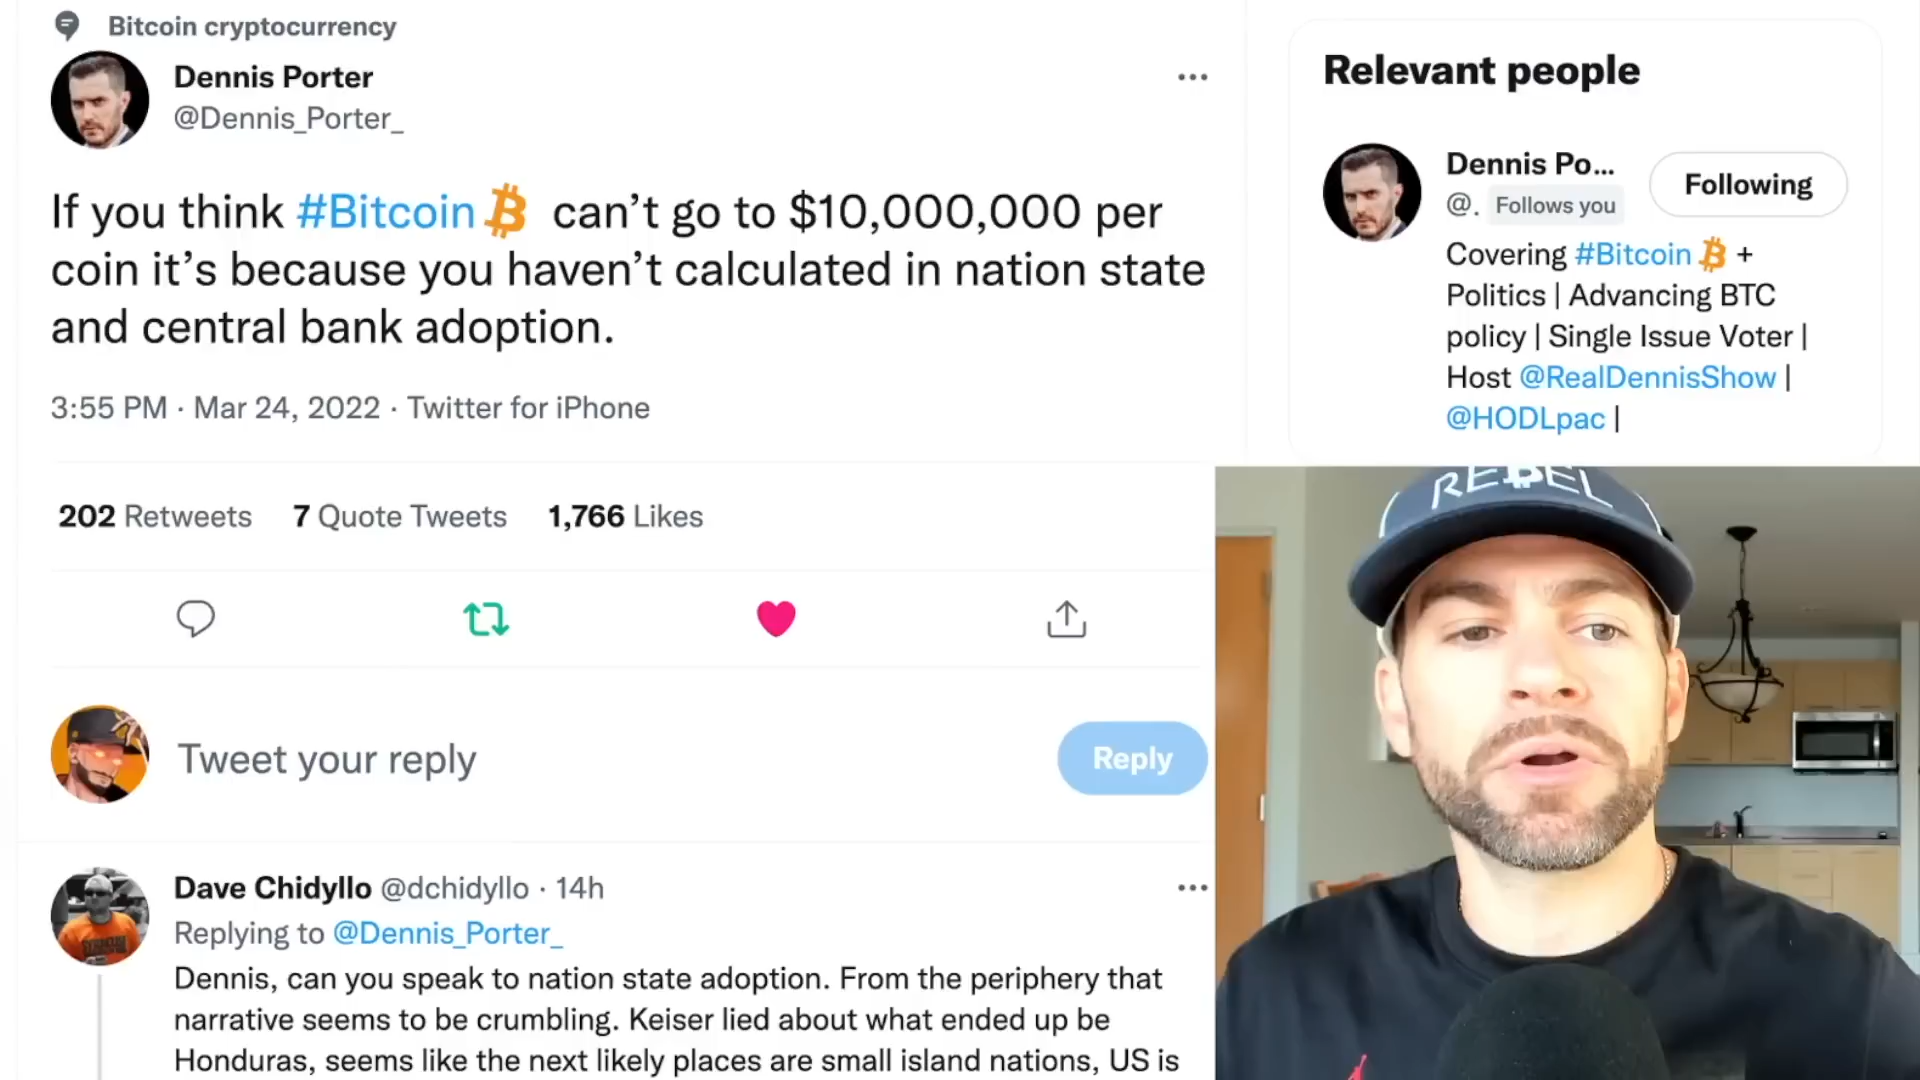 Bitcoin cryptocurrency
Dennis Porter
@Dennis_Porter_
If you think #Bitcoin can’t go to $10,000,000 per
coin it’s because you haven’t calculated in nation state
and central bank adoption.
3:55 PM · Mar 24, 2022 · Twitter for iPhone
202 Retweets 7 Quote Tweets 1,766 Likes
Tweet your reply
Reply
Dave Chidyllo @dchidyllo · 14h
Replying to @Dennis_Porter_
Dennis, can you speak to nation state adoption. From the periphery that
narrative seems to be crumbling. Keiser lied about what ended up be
Honduras, seems like the next likely places are small island nations, US is
Relevant people
Dennis Po...
Following
@. Follows you
Covering #Bitcoin +
Politics | Advancing BTC
policy | Single Issue Voter |
Host @RealDennisShow |
@HODLpac |
REBEL